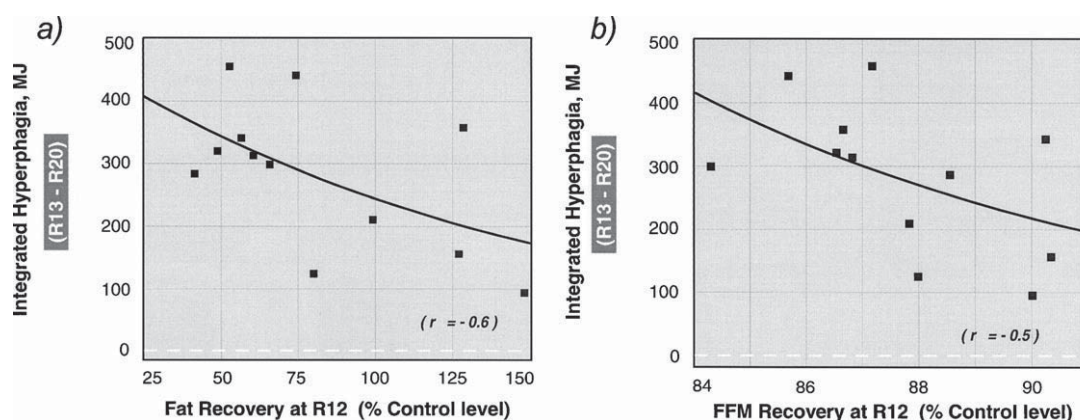 a)
500
400
300
200
100
0
Integrated Hyperphagia, MJ
(R13 - R20)
( r = - 0.6)
25 50 75 100 125 150
Fat Recovery at R12 (% Control level)
b)
500
400
300
200
100
0
Integrated Hyperphagia, MJ
(R13 - R20)
( r = - 0.5)
84 86 88 90
FFM Recovery at R12 (% Control level)